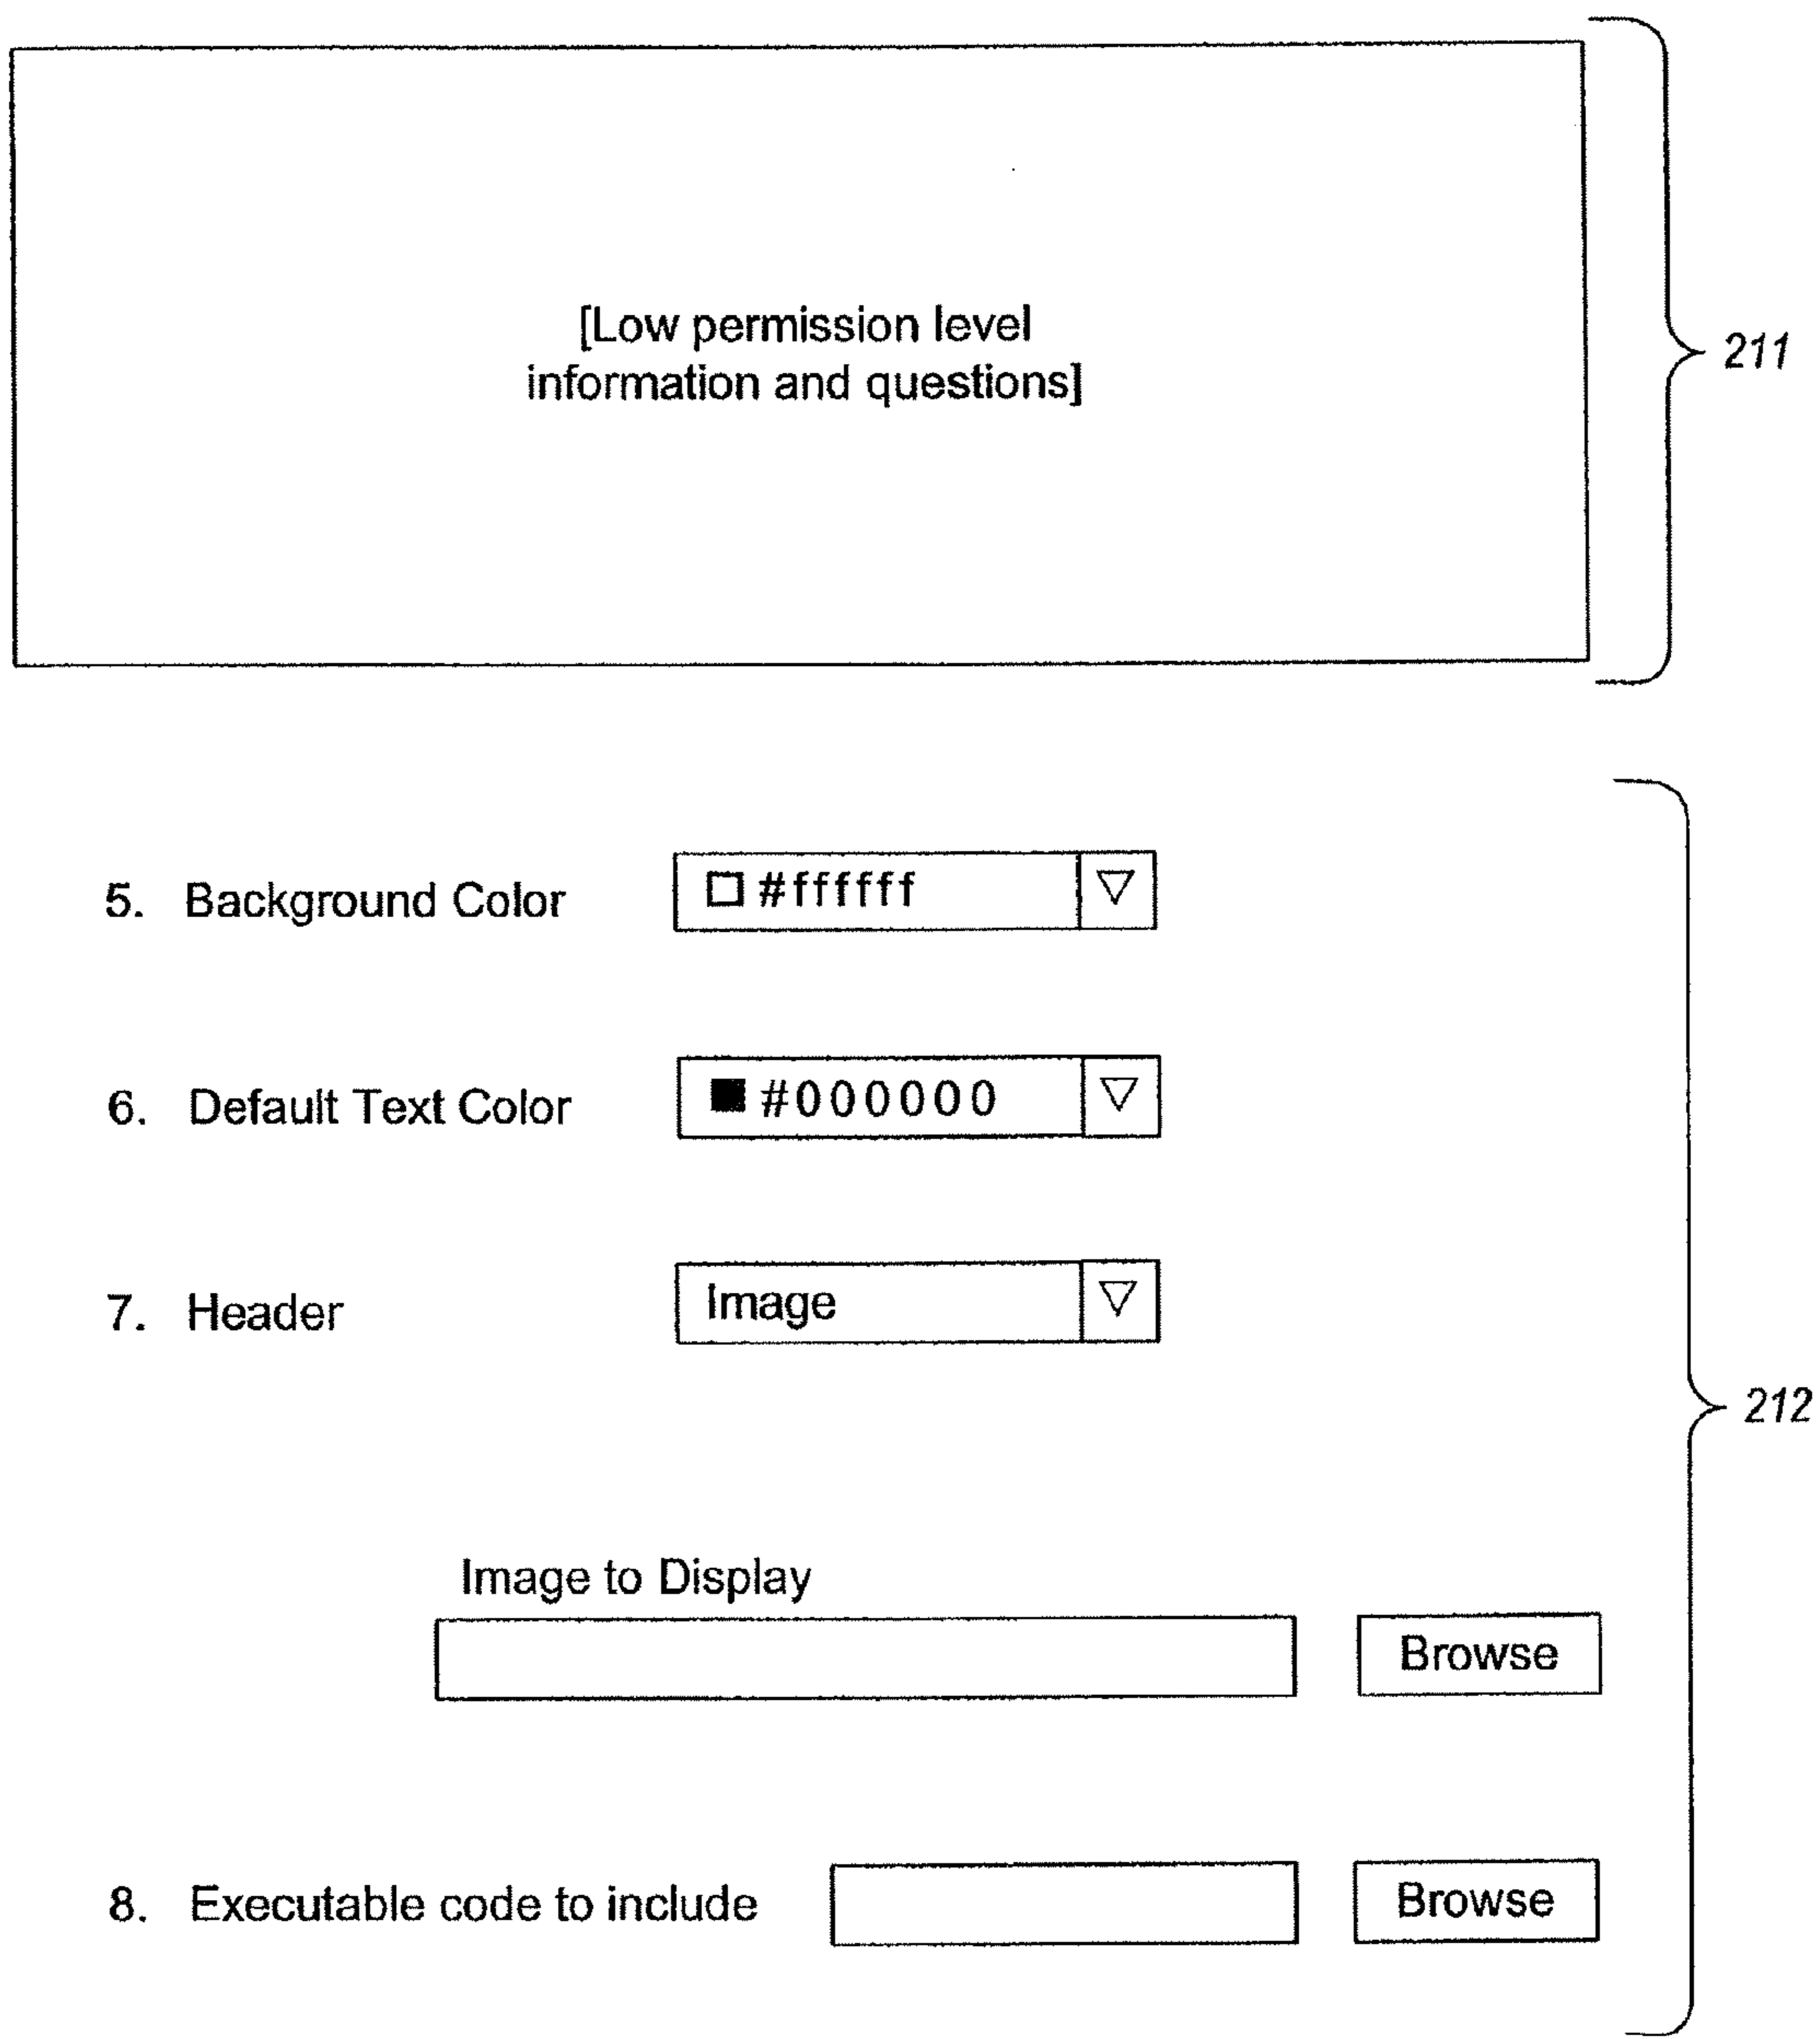 [Low permission level
information and questions]
211
5. Background Color #ffffff
6. Default Text Color #000000
7. Header Image
212
Image to Display
Browse
8. Executable code to include Browse